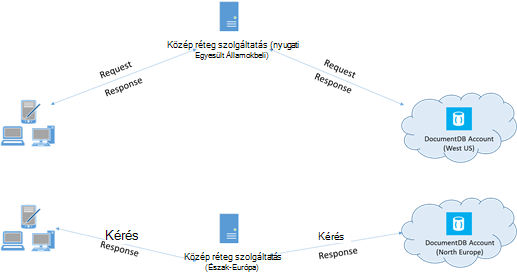 Közép réteg szolgáltatás (nyugati
Egyesült Államokbeli)
Request
Response
Request
Response
DocumentDB Account
(West US)
Kérés
Response
Közép réteg szolgáltatás
(Észak-Európa)
Kérés
Response
DocumentDB Account
(North Europe)